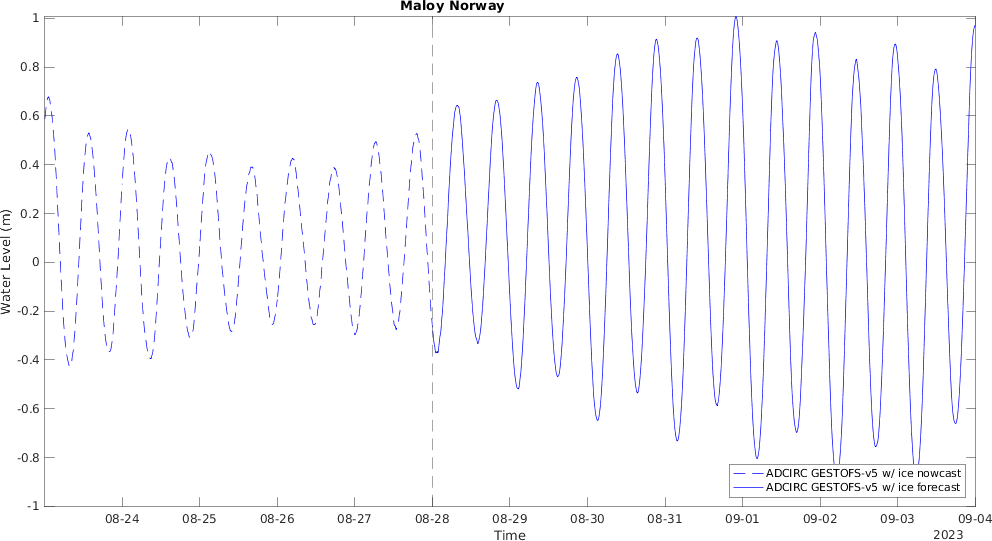 Maloy Norway
Water Level (m)
1
0.8
0.6
0.4
0.2
0
-0.2
-0.4
-0.6
-0.8
-1
ADCIRC GESTOFS-v5 w/ ice nowcast
ADCIRC GESTOFS-v5 w/ ice forecast
08-24 08-25 08-26 08-27 08-28 08-29 08-30 08-31 09-01 09-02 09-03 09-04
Time
2023